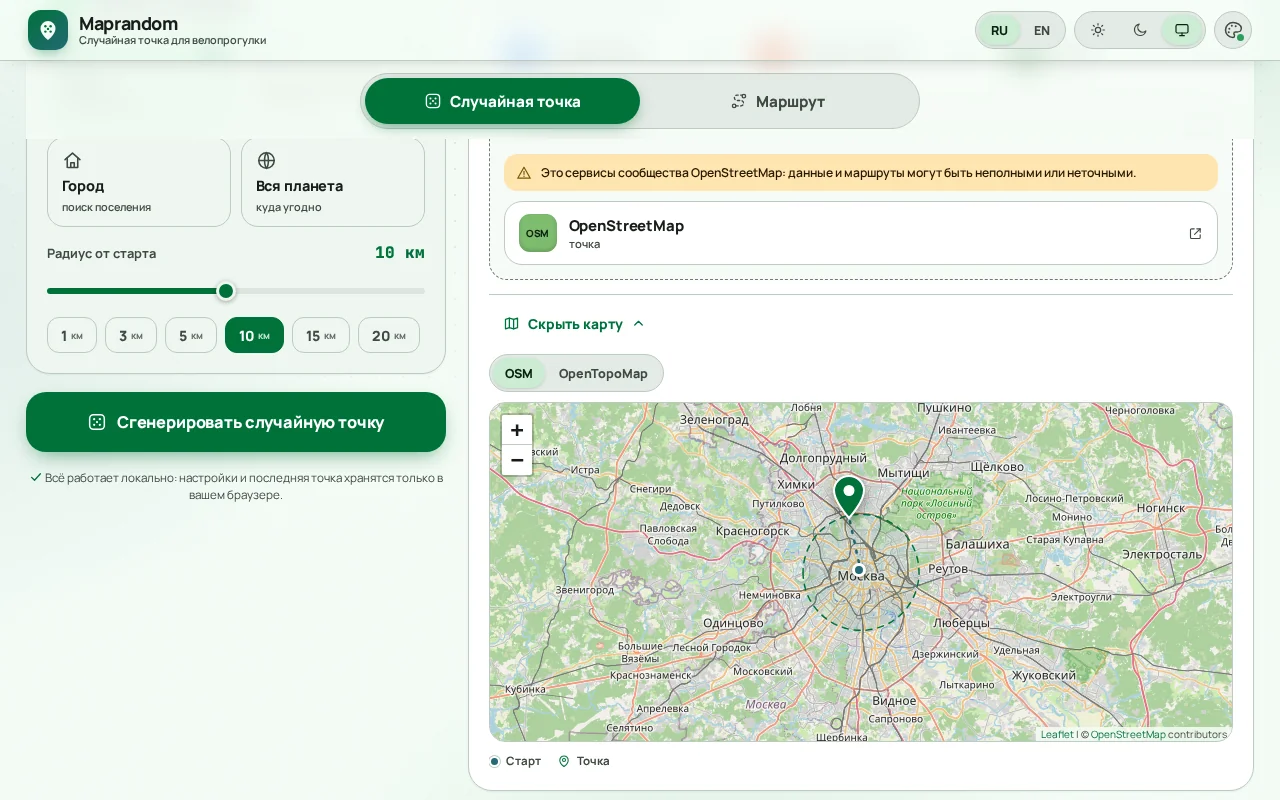 Maprandom
Случайная точка для велопрогулки
RU
EN
Случайная точка
Маршрут
Город
поиск поселения
Вся планета
куда угодно
Радиус от старта
10 км
1 км
3 км
5 км
10 км
15 км
20 км
Сгенерировать случайную точку
Всё работает локально: настройки и последняя точка хранятся только в
вашем браузере.
Это сервисы сообщества OpenStreetMap: данные и маршруты могут быть неполными или неточными.
OSM
OpenStreetMap
точка
Скрыть карту
OSM
OpenTopoMap
+
−
Лобня
Пушкино
Черноголовка
Зеленоград
Ивантеевка
вский
Истра
Долгопрудный
Мытищи
Щёлково
Химки
Снегири
Дедовск
Путилково
Национальный
парк «Лосиный
остров»
Лосино-Петровский
Монино
Ногинск
Павловская
Слобода
Красногорск
Балашиха
Старая Купавна
Бол
Дв
Электросталь
Москва
Реутов
Звенигород
Немчиновка
Электроугли
Одинцово
Люберцы
Большие
Вязёмы
Лесной Городок
Дзержинский
Удельная
Краснознаменск
Московский
Жуковский
Кубинка
Лыткарино
Апрелевка
Москва
Видное
Селятино
Сапроново
Щербинка
Leaflet | © OpenStreetMap contributors
Старт
Точка